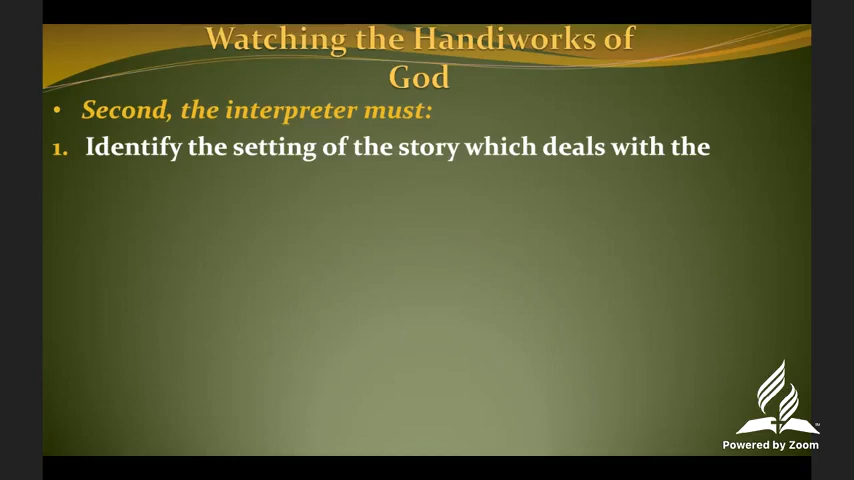 Watching the Handiworks of
God
• Second, the interpreter must:
1. Identify the setting of the story which deals with the
Powered by Zoom